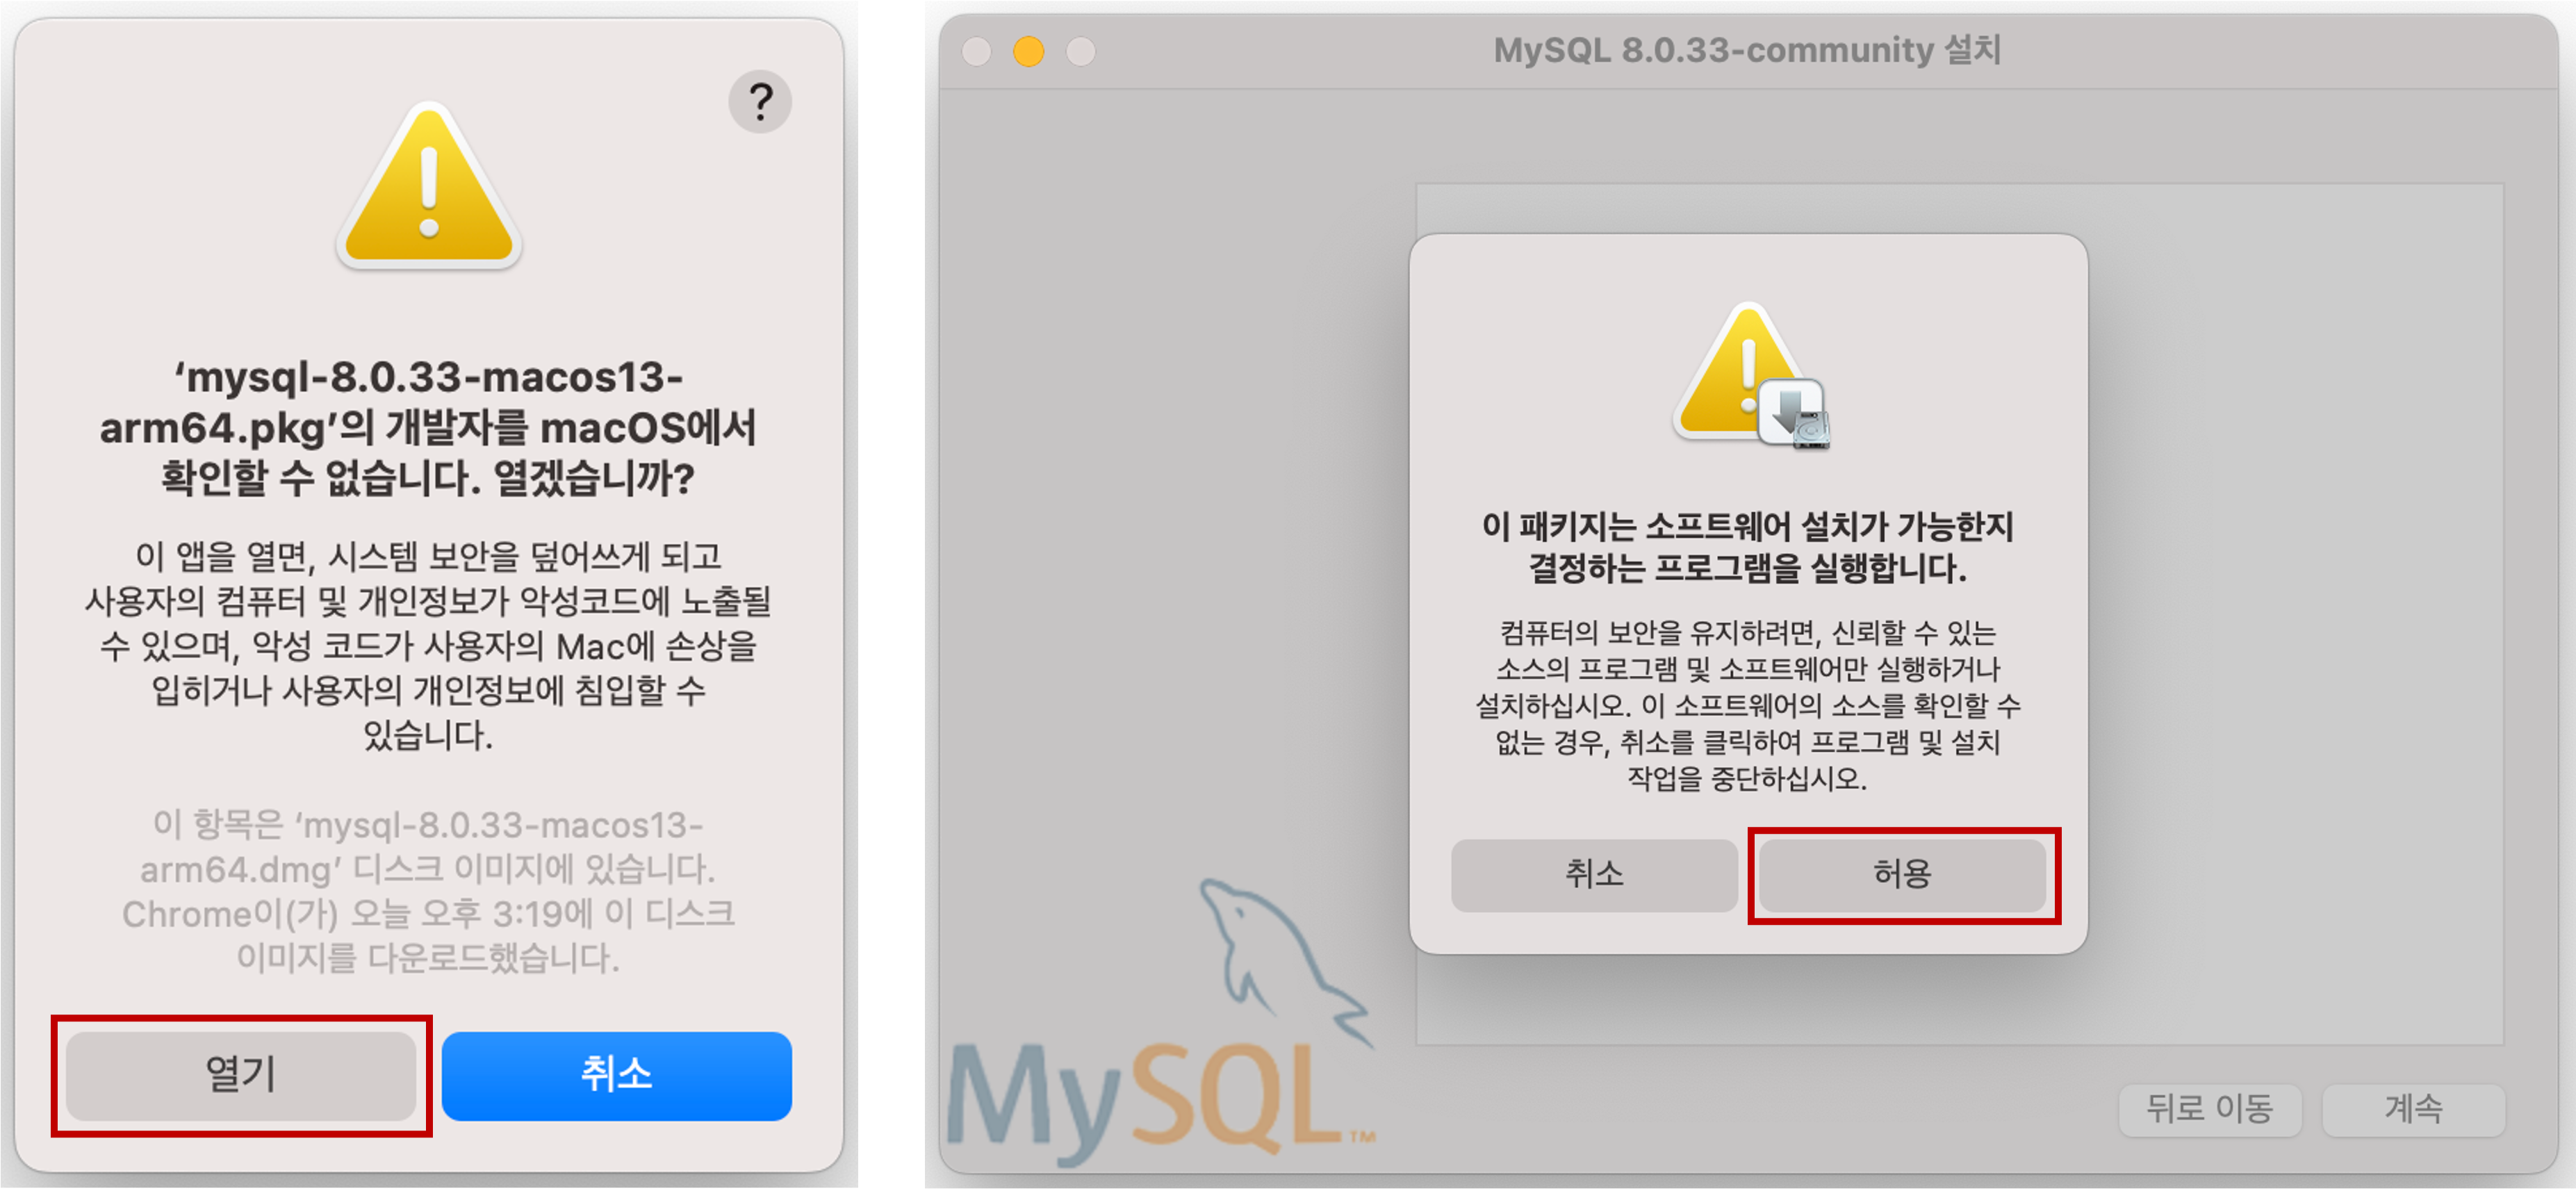 ?
‘mysql-8.0.33-macos13-
arm64.pkg’의 개발자를 macOS에서
확인할 수 없습니다. 열겠습니까?
이 앱을 열면, 시스템 보안을 덮어쓰게 되고
사용자의 컴퓨터 및 개인정보가 악성코드에 노출될
수 있으며, 악성 코드가 사용자의 Mac에 손상을
입히거나 사용자의 개인정보에 침입할 수
있습니다.
이 항목은 ‘mysql-8.0.33-macos13-
arm64.dmg’ 디스크 이미지에 있습니다.
Chrome이(가) 오늘 오후 3:19에 이 디스크
이미지를 다운로드했습니다.
열기
취소
MySQL 8.0.33-community 설치
이 패키지는 소프트웨어 설치가 가능한지
결정하는 프로그램을 실행합니다.
컴퓨터의 보안을 유지하려면, 신뢰할 수 있는
소스의 프로그램 및 소프트웨어만 실행하거나
설치하십시오. 이 소프트웨어의 소스를 확인할 수
없는 경우, 취소를 클릭하여 프로그램 및 설치
작업을 중단하십시오.
취소
허용
MySQL™
뒤로 이동
계속